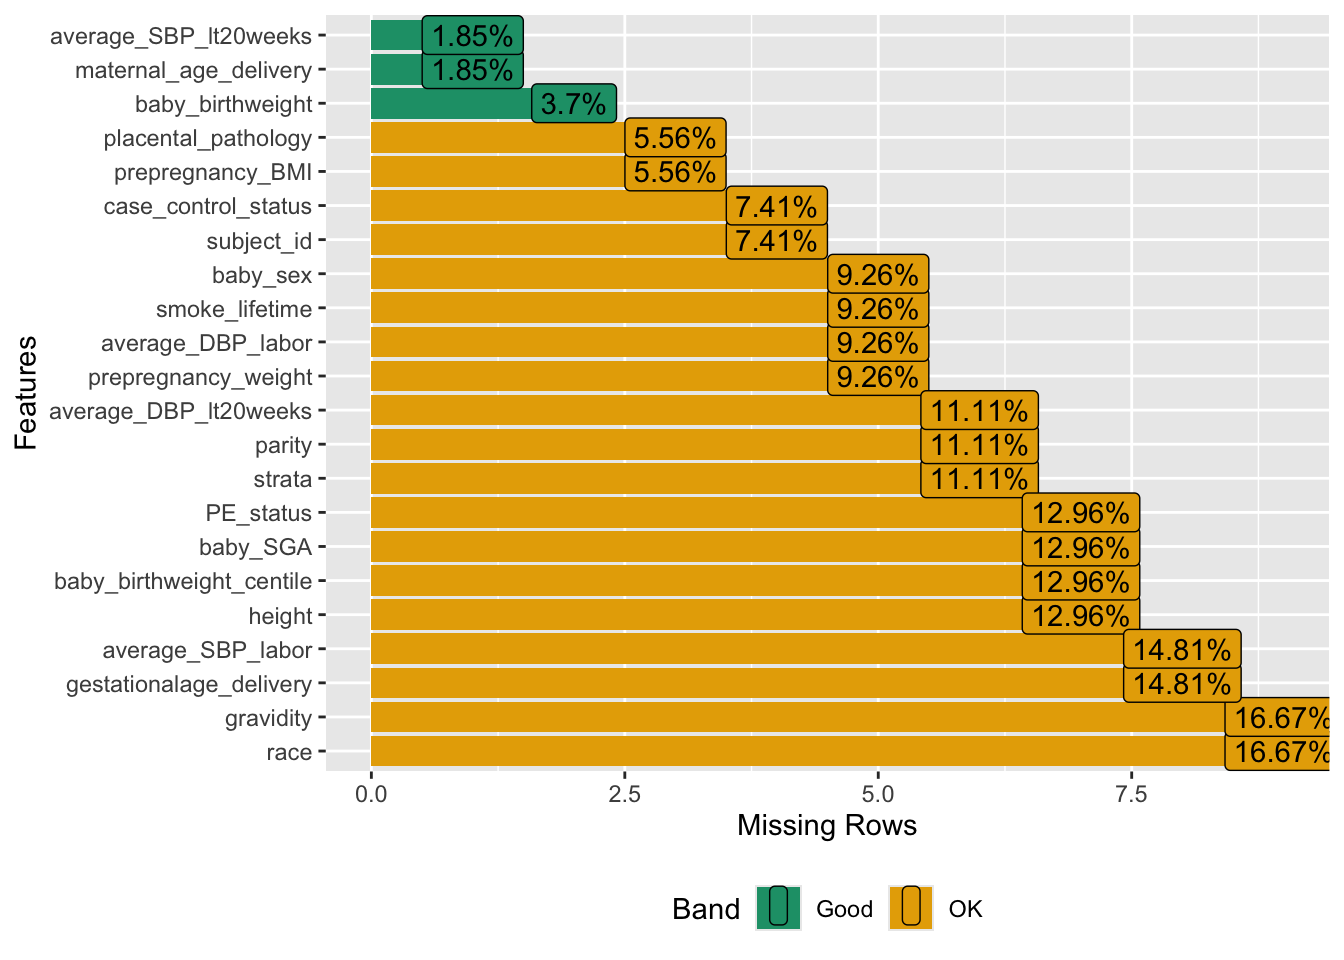 average_SBP_lt20weeks 1.85%
maternal_age_delivery 1.85%
baby_birthweight 3.7%
placental_pathology 5.56%
prepregnancy_BMI 5.56%
case_control_status 7.41%
subject_id 7.41%
baby_sex 9.26%
smoke_lifetime 9.26%
average_DBP_labor 9.26%
prepregnancy_weight 9.26%
average_DBP_lt20weeks 11.11%
parity 11.11%
strata 11.11%
PE_status 12.96%
baby_SGA 12.96%
baby_birthweight_centile 12.96%
height 12.96%
average_SBP_labor 14.81%
gestationalage_delivery 14.81%
gravidity 16.67%
race 16.67%
Features
0.0 2.5 5.0 7.5
Missing Rows
Band Good OK